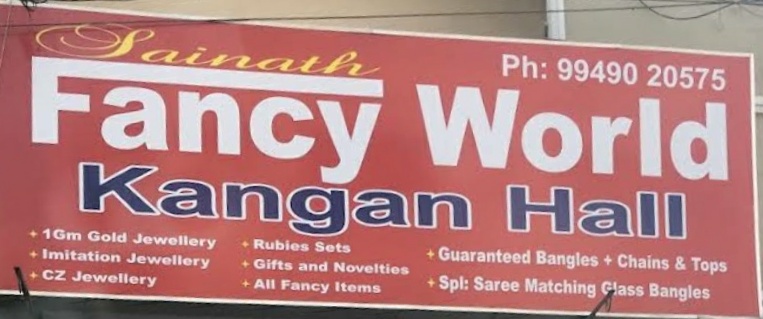 Sainath
Ph: 99490 20575
Fancy World
Kangan Hall
+ 1Gm Gold Jewellery
+ Imitation Jewellery
+ CZ Jewellery
+ Rubies Sets
+ Gifts and Novelties
+ All Fancy Items
+ Guaranteed Bangles + Chains & Tops
+ Spl: Saree Matching Glass Bangles